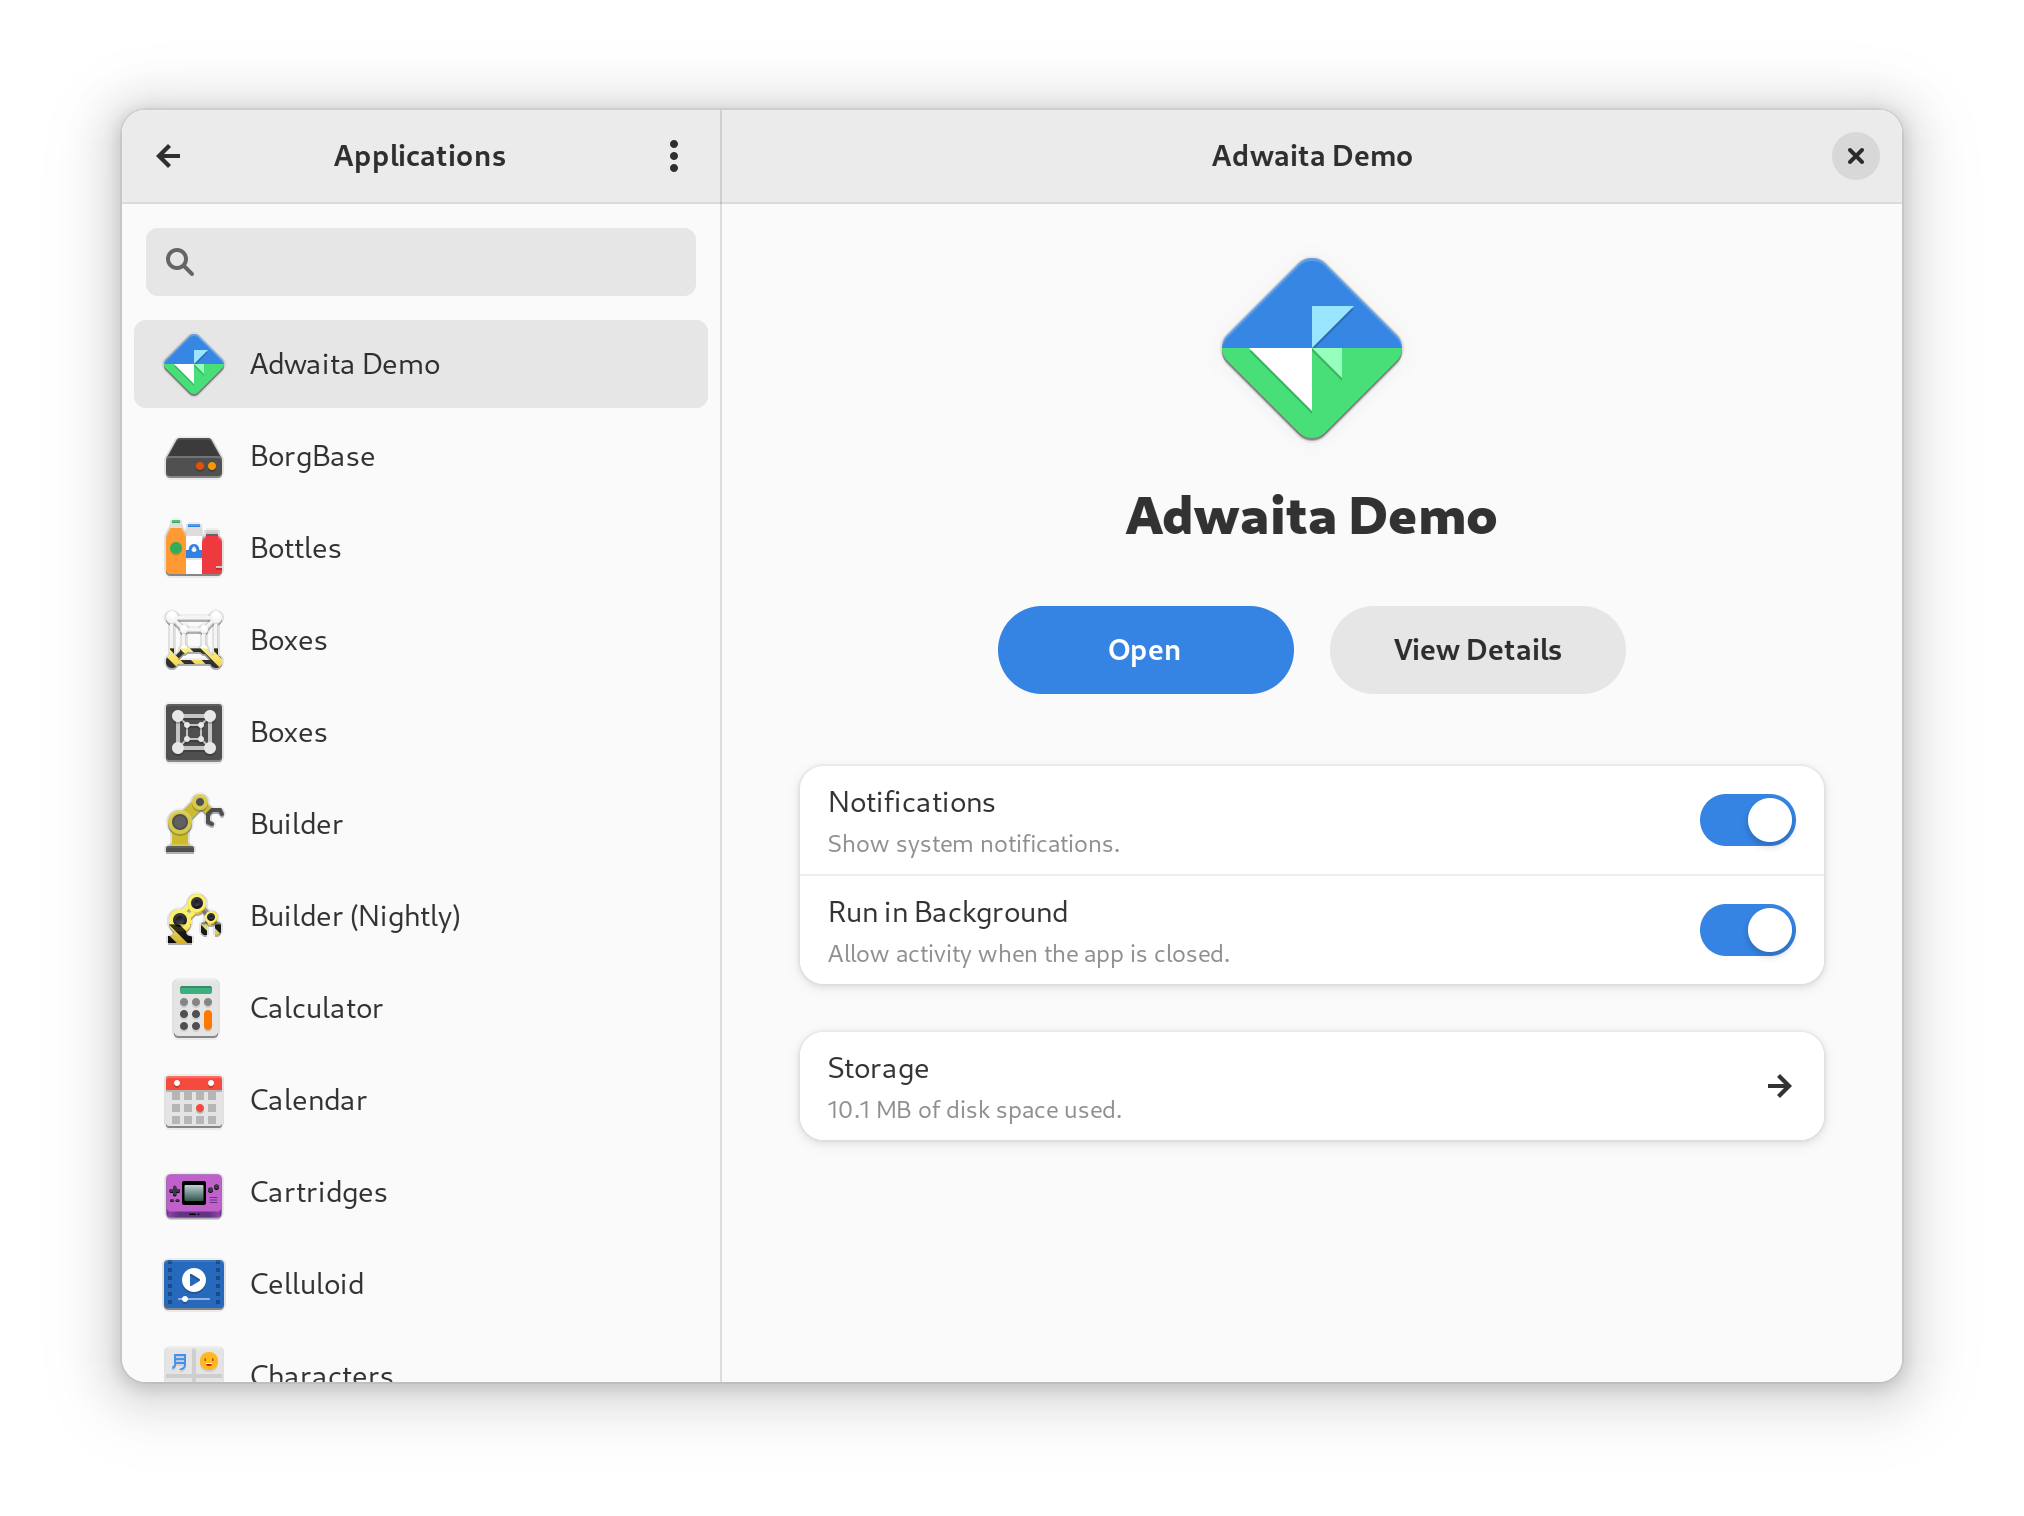 Applications
Adwaita Demo
Adwaita Demo
BorgBase
Bottles
Boxes
Boxes
Builder
Builder (Nightly)
Calculator
Calendar
Cartridges
Celluloid
月
Characters
Adwaita Demo
Open
View Details
Notifications
Show system notifications.
Run in Background
Allow activity when the app is closed.
Storage
10.1 MB of disk space used.